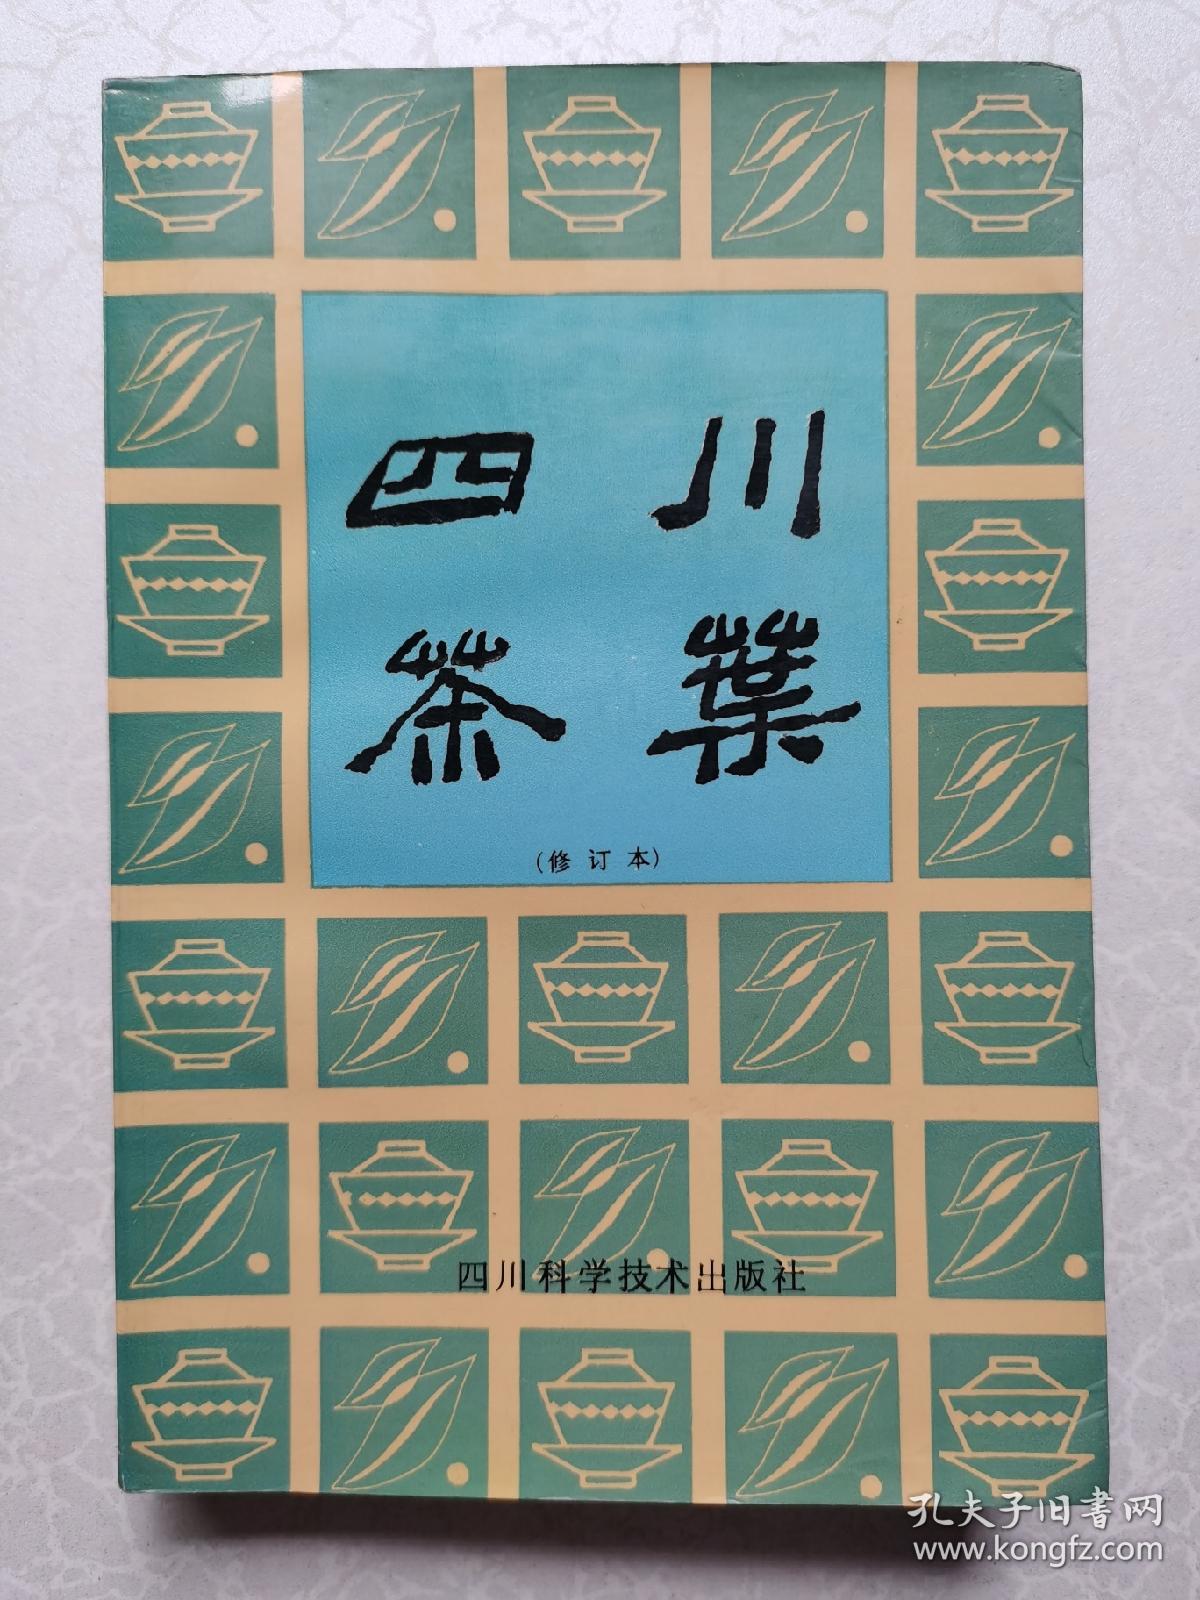 四川
茶葉
(修订本)
四川科学技术出版社
孔夫子旧書网
www.kongfz.com